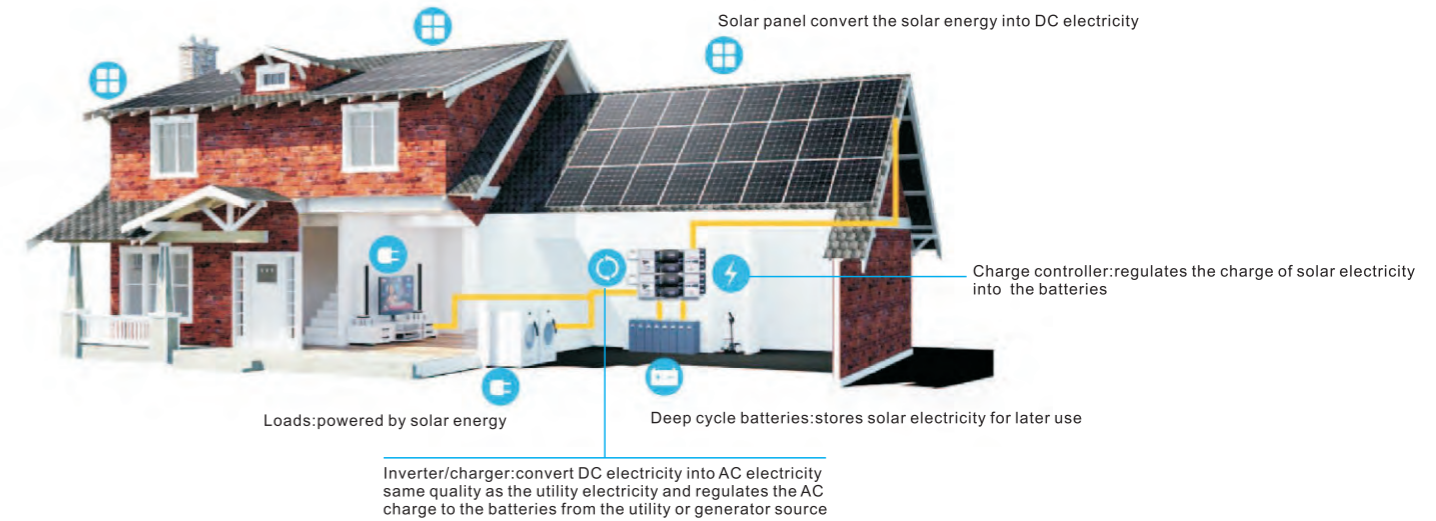 Solar panel convert the solar energy into DC electricity
Charge controller:regulates the charge of solar electricity
into the batteries
Loads:powered by solar energy
Deep cycle batteries:stores solar electricity for later use
Inverter/charger:convert DC electricity into AC electricity
same quality as the utility electricity and regulates the AC
charge to the batteries from the utility or generator source